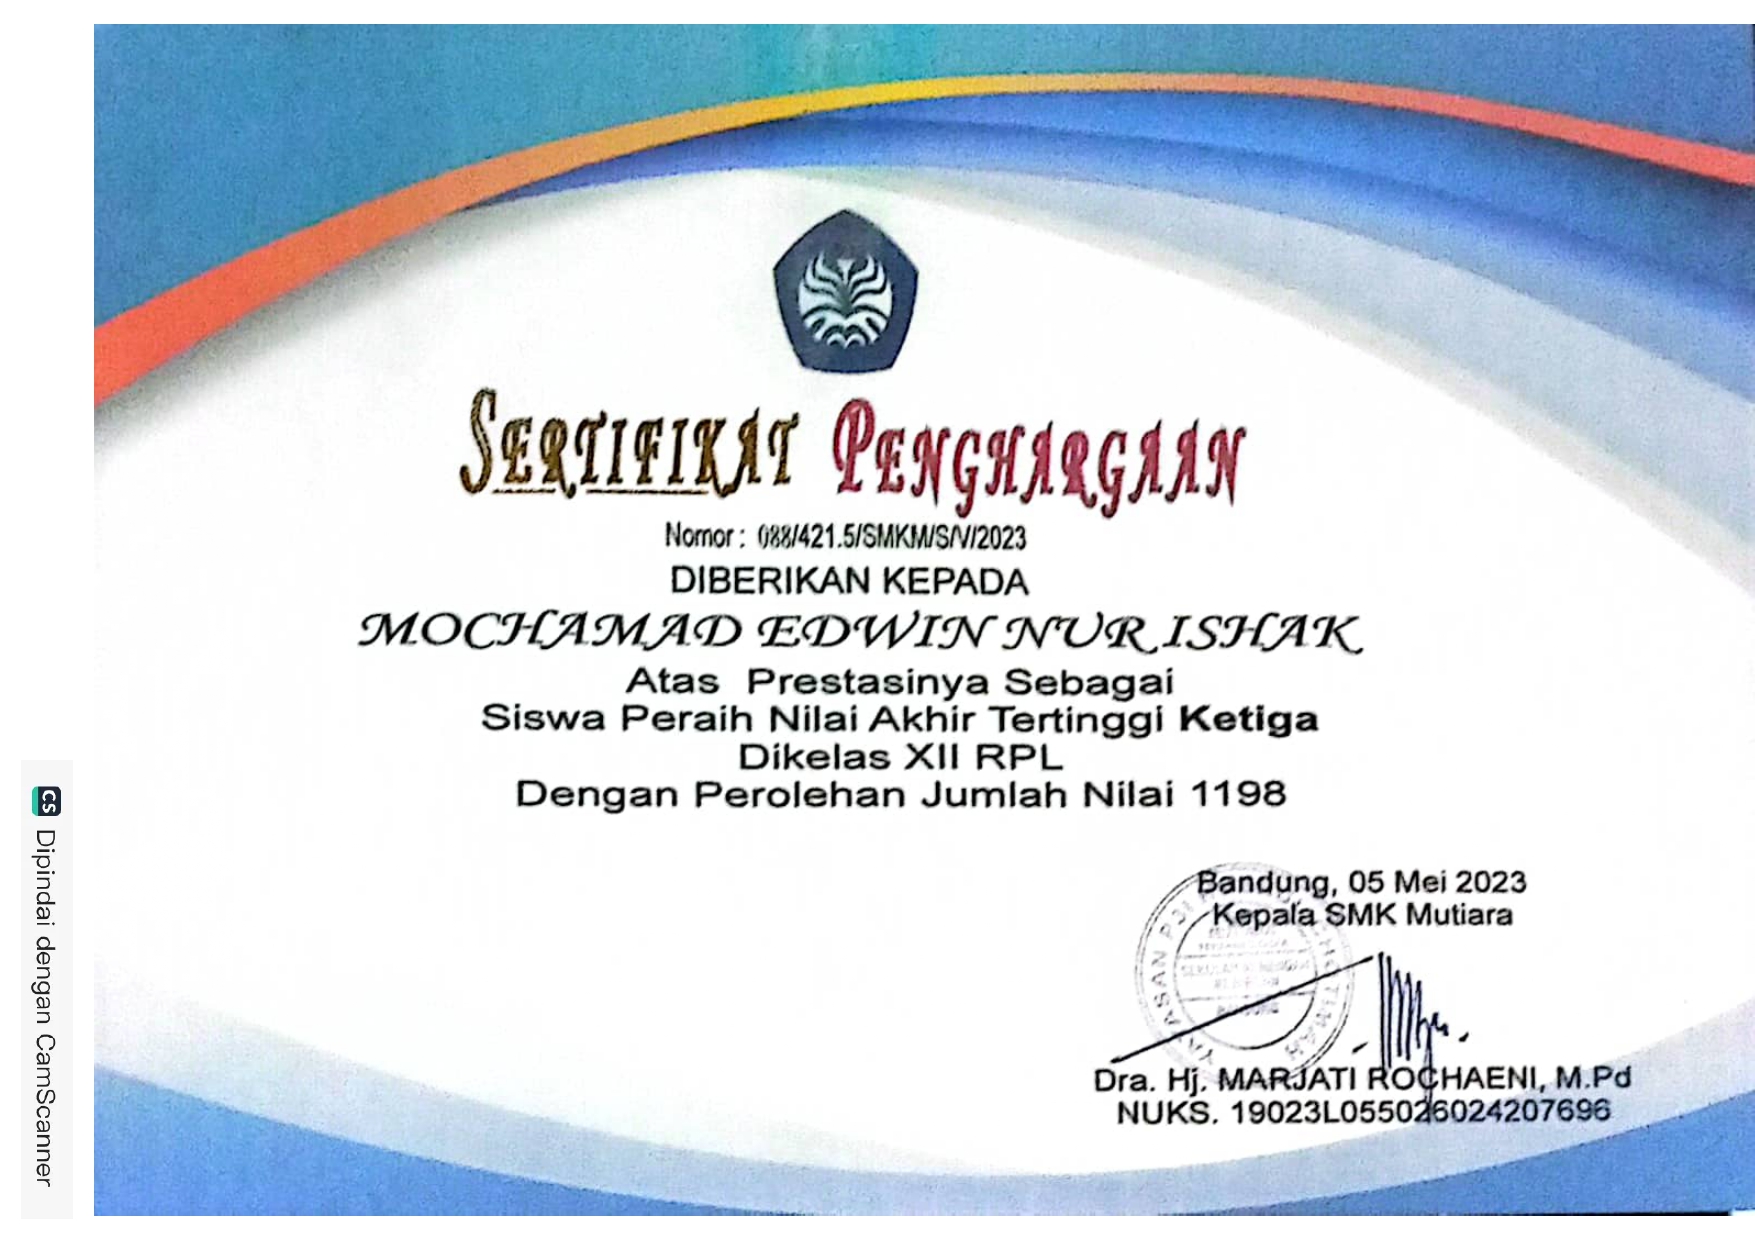 SERTIFIKAT PENGHARGAAN
Nomor : 088/421.5/SMKM/S/V/2023
DIBERIKAN KEPADA
MOCHAMAD EDWIN NUR ISHAK
Atas Prestasinya Sebagai
Siswa Peraih Nilai Akhir Tertinggi Ketiga
Dikelas XII RPL
Dengan Perolehan Jumlah Nilai 1198
Bandung, 05 Mei 2023
Kepala SMK Mutiara
YAYASAN P3I
Dra. Hj. MARJATI ROCHAENI, M.Pd
NUKS. 19023L055026024207696
CS Dipindai dengan CamScanner